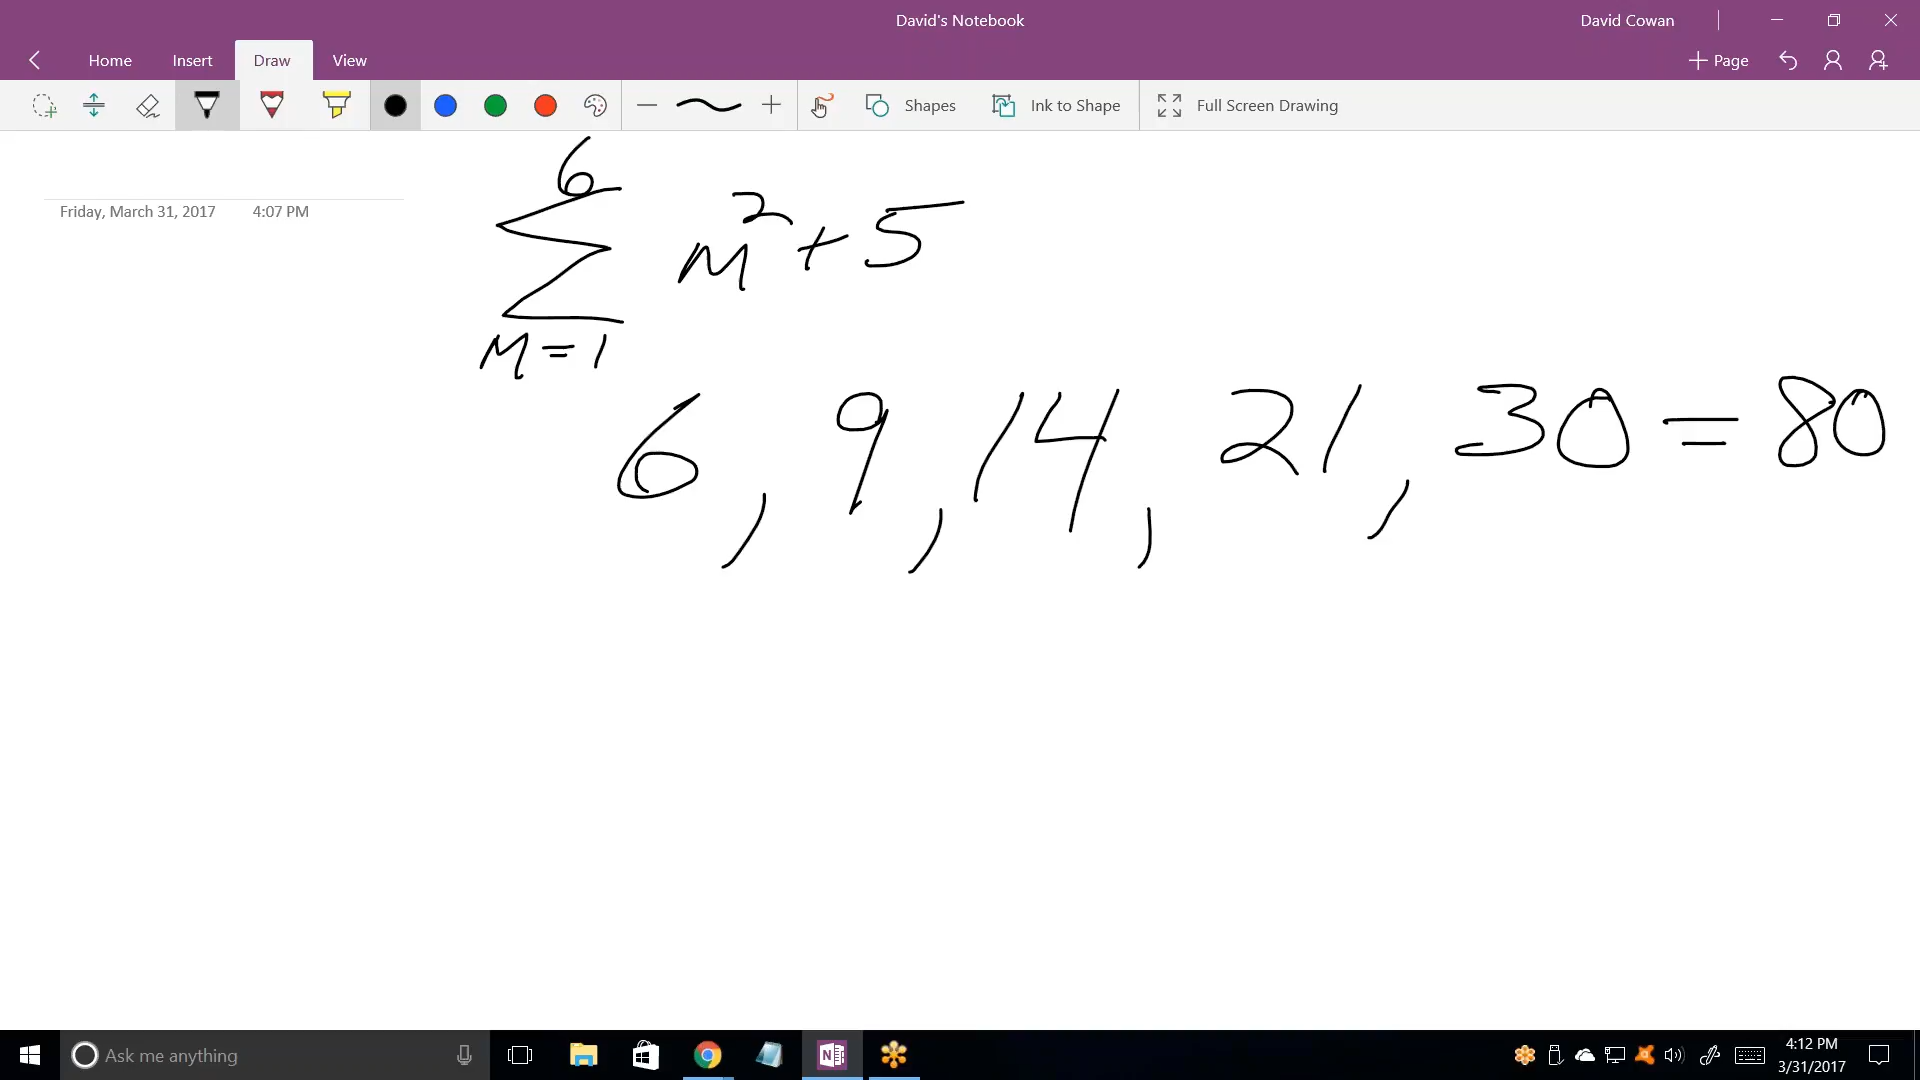 David's Notebook
David Cowan
Home Insert Draw View
Page
Shapes Ink to Shape Full Screen Drawing
Friday, March 31, 2017 4:07 PM
6
∑ m² + 5
M = 1
6, 9, 14, 21, 30 = 80
Ask me anything
N
4:12 PM
3/31/2017